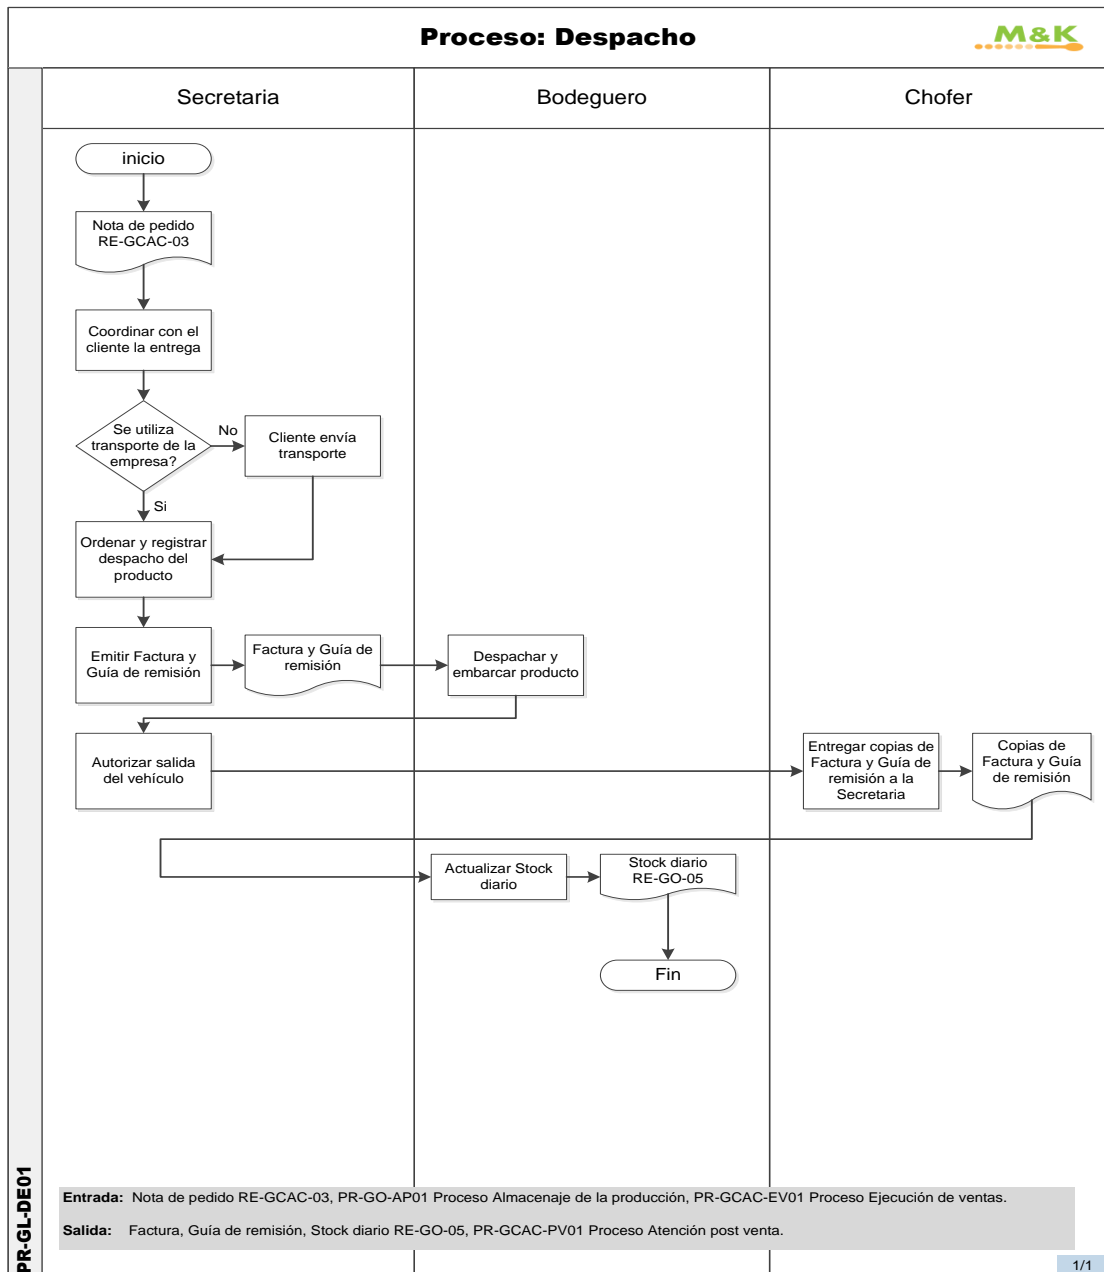 Proceso: Despacho
M&K
Secretaria
Bodeguero
Chofer
inicio
Nota de pedido
RE-GCAC-03
Coordinar con el
cliente la entrega
Se utiliza
transporte de la
empresa?
No
Cliente envía
transporte
Si
Ordenar y registrar
despacho del
producto
Emitir Factura y
Guía de remisión
Factura y Guía de
remisión
Despachar y
embarcar producto
Autorizar salida
del vehículo
Entregar copias de
Factura y Guía de
remisión a la
Secretaria
Copias de
Factura y Guía
de remisión
Actualizar Stock
diario
Stock diario
RE-GO-05
Fin
PR-GL-DE01
Entrada: Nota de pedido RE-GCAC-03, PR-GO-AP01 Proceso Almacenaje de la producción, PR-GCAC-EV01 Proceso Ejecución de ventas.
Salida: Factura, Guía de remisión, Stock diario RE-GO-05, PR-GCAC-PV01 Proceso Atención post venta.
1/1